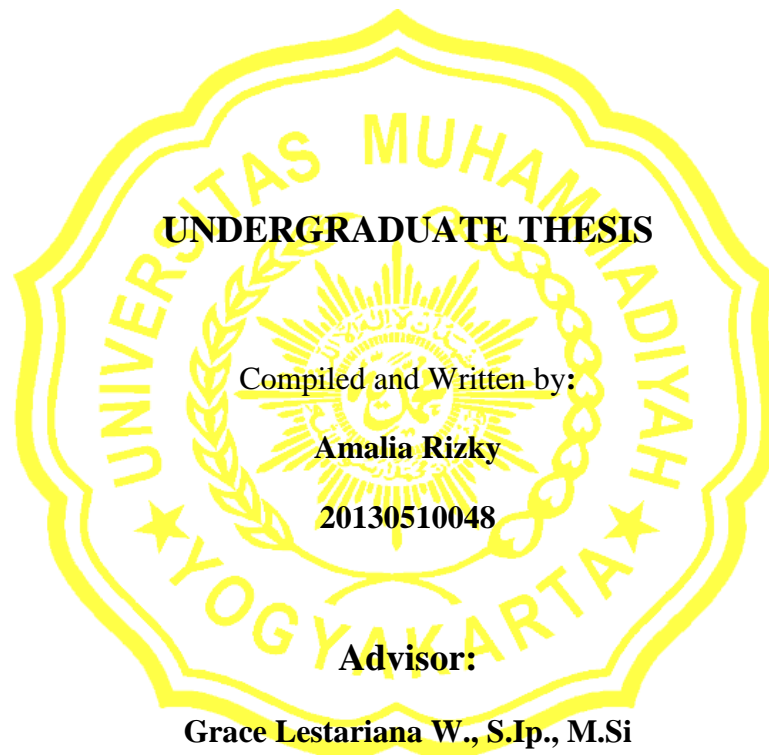 UNIVERSITAS MUHAMMADIYAH
UNDERGRADUATE THESIS
Compiled and Written by:
Amalia Rizky
20130510048
YOGYAKARTA
Advisor:
Grace Lestariana W., S.Ip., M.Si